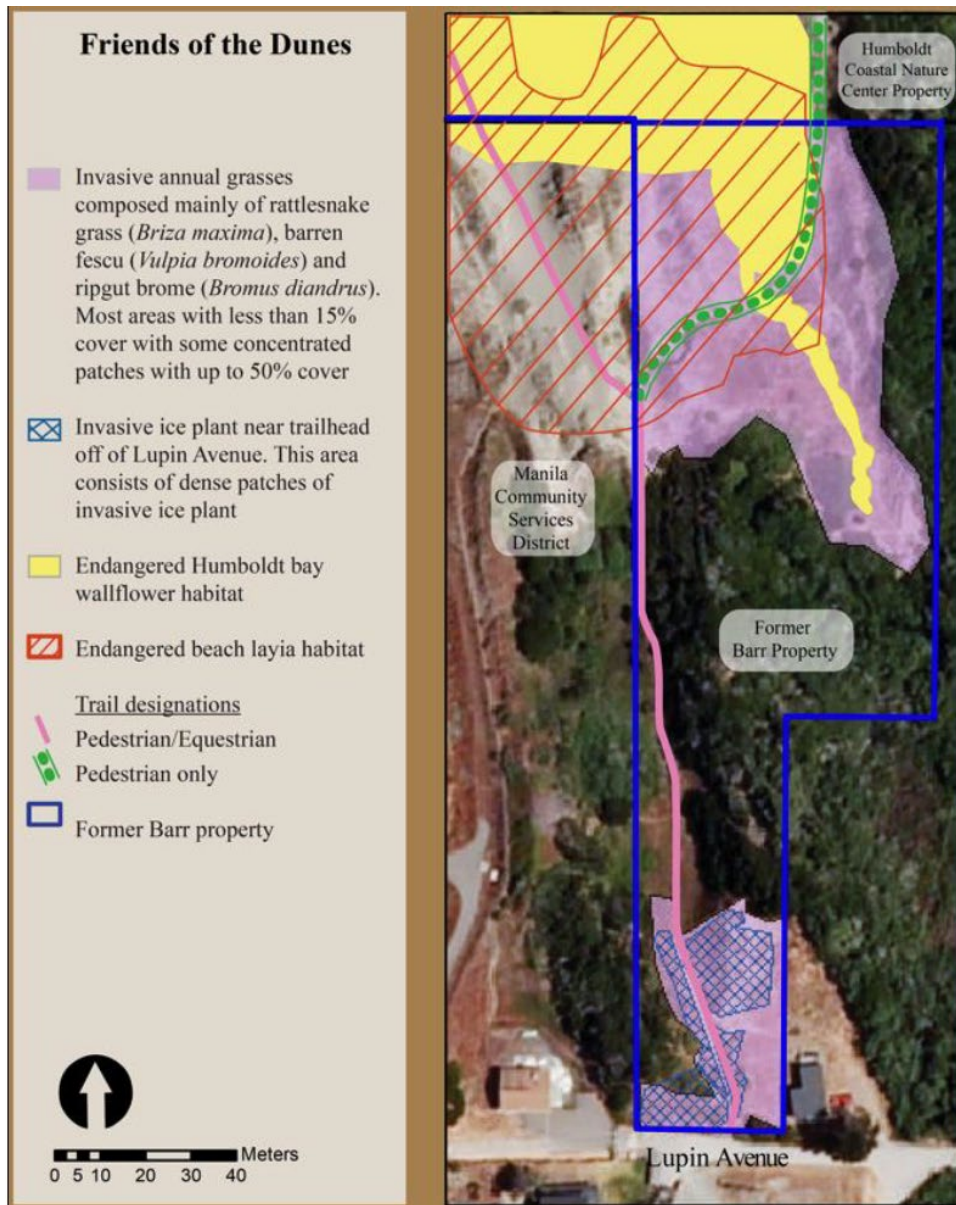 Friends of the Dunes
Invasive annual grasses
composed mainly of rattlesnake
grass (Briza maxima), barren
fescu (Vulpia bromoides) and
ripgut brome (Bromus diandrus).
Most areas with less than 15%
cover with some concentrated
patches with up to 50% cover
Invasive ice plant near trailhead
off of Lupin Avenue. This area
consists of dense patches of
invasive ice plant
Endangered Humboldt bay
wallflower habitat
Endangered beach layia habitat
Trail designations
Pedestrian/Equestrian
Pedestrian only
Former Barr property
Meters
0 5 10 20 30 40
Humboldt
Coastal Nature
Center Property
Manila
Community
Services
District
Former
Barr Property
Lupin Avenue